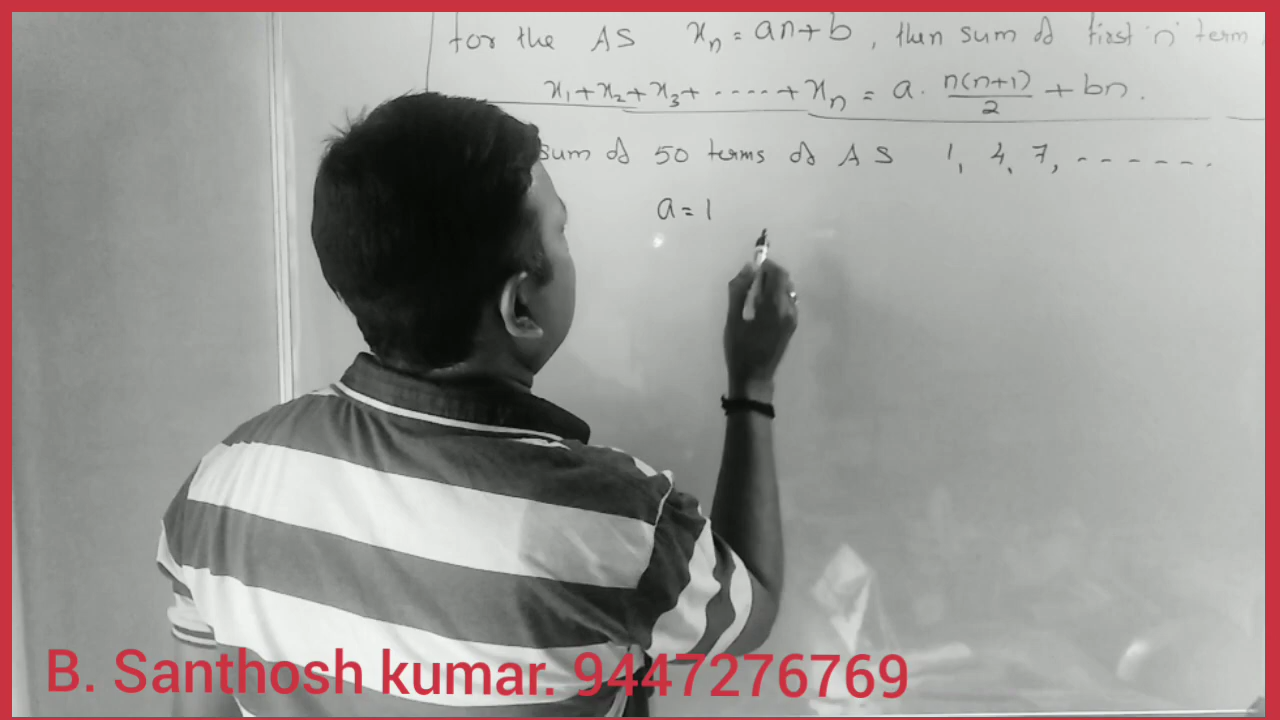 for the AS xₙ = an+b, then sum of first 'n' term
x₁+x₂+x₃+ ·····+xₙ = a. n(n+1)/2 + bn.
sum of 50 terms of AS 1, 4, 7, - - - - - - .
a = 1
B. Santhosh kumar. 9447276769